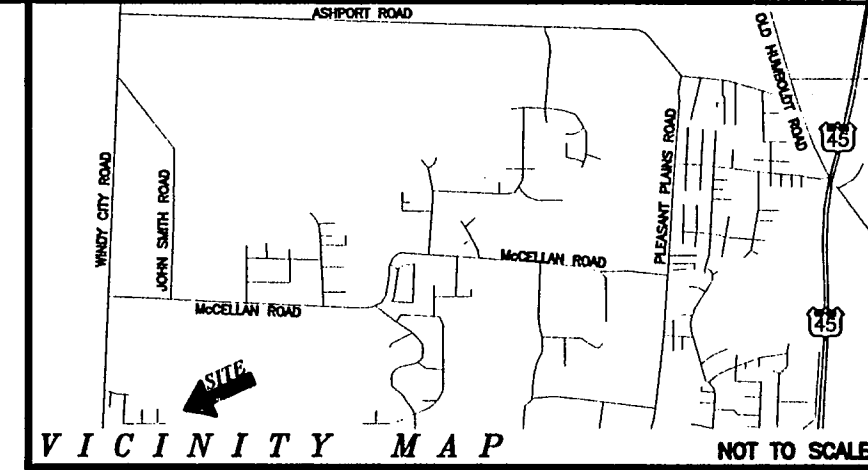 ASHPORT ROAD
OLD HUMBOLDT ROAD
45
WINDY CITY ROAD
JOHN SMITH ROAD
PLEASANT PLAINS ROAD
McCELLAN ROAD
McCELLAN ROAD
45
SITE
VICINITY MAP
NOT TO SCALE